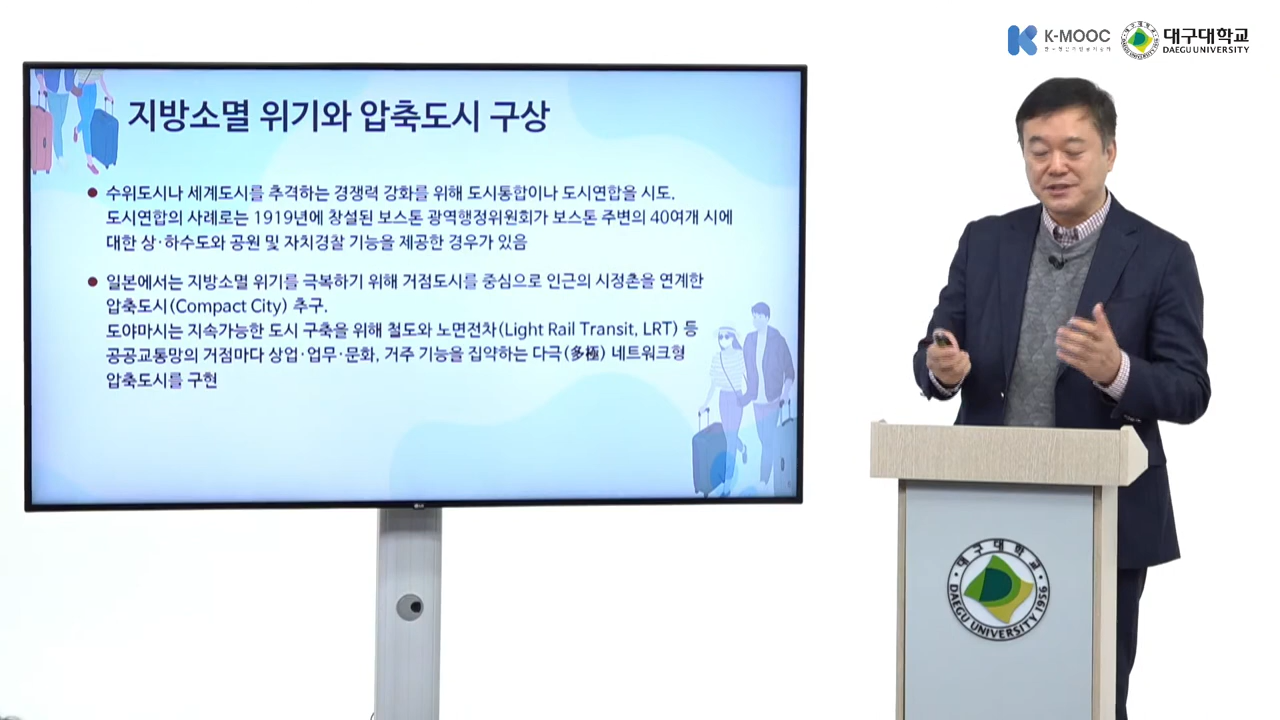 K-MOOC
대구대학교
DAEGU UNIVERSITY
지방소멸 위기와 압축도시 구상
수위도시나 세계도시를 추격하는 경쟁력 강화를 위해 도시통합이나 도시연합을 시도.
도시연합의 사례로는 1919년에 창설된 보스톤 광역행정위원회가 보스톤 주변의 40여개 시에
대한 상·하수도와 공원 및 자치경찰 기능을 제공한 경우가 있음
일본에서는 지방소멸 위기를 극복하기 위해 거점도시를 중심으로 인근의 시정촌을 연계한
압축도시(Compact City) 추구.
도야마시는 지속가능한 도시 구축을 위해 철도와 노면전차(Light Rail Transit, LRT) 등
공공교통망의 거점마다 상업·업무·문화, 거주 기능을 집약하는 다극(多極) 네트워크형
압축도시를 구현
LG
대구대학교
DAEGU UNIVERSITY 1956